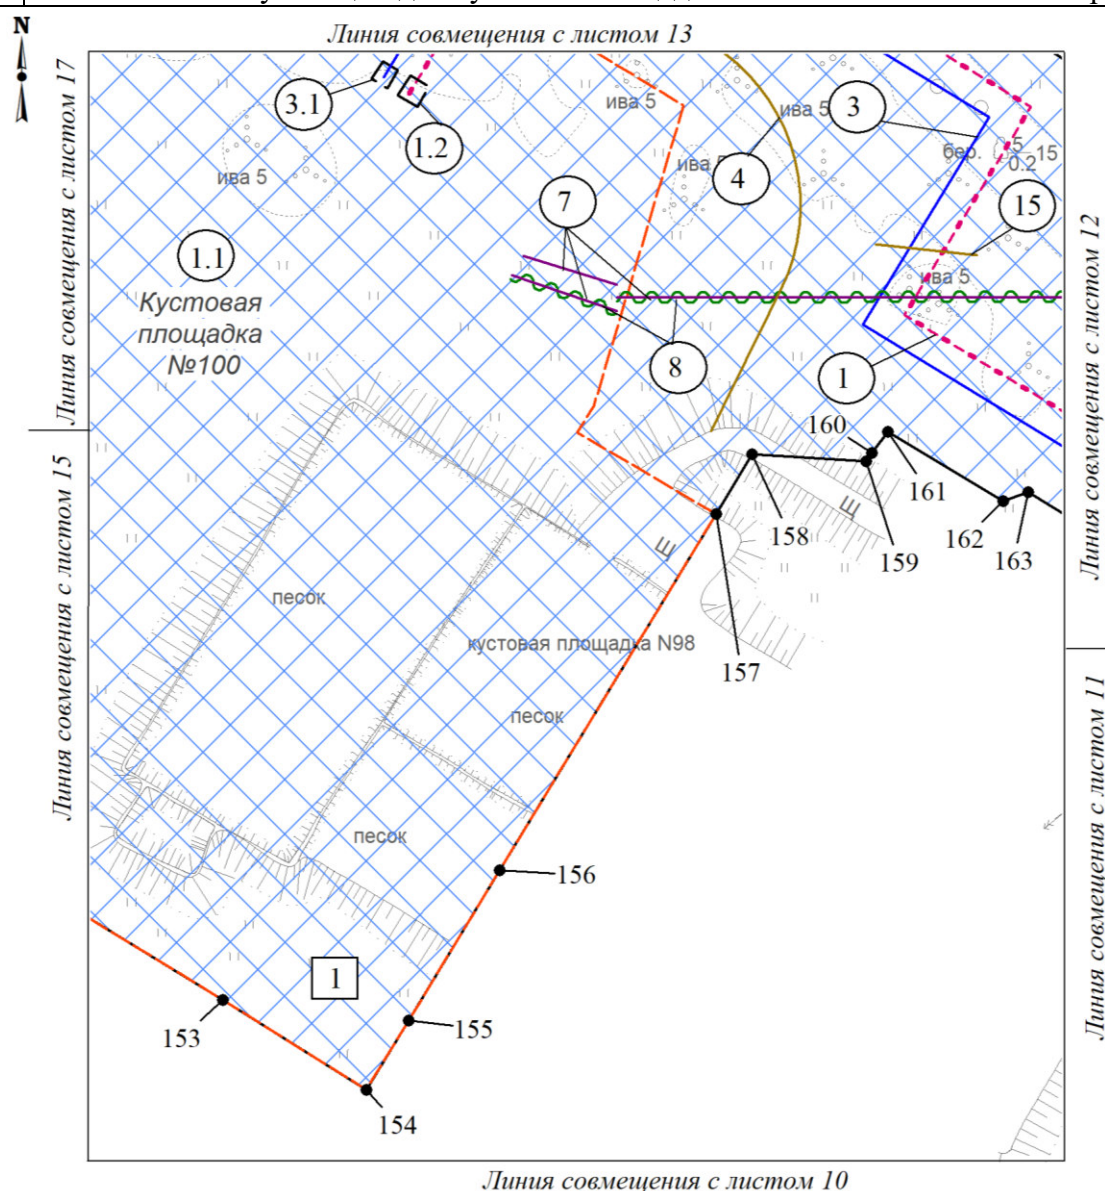 N
Линия совмещения с листом 13
Линия совмещения с листом 17
3.1
1.2
ива 5
ива 5
3
бер.
5
0.2
15
ива 5
ива 5
4
7
15
1.1
Кустовая
площадка
№100
ива 5
Линия совмещения с листом 12
8
1
160
161
Щ
158
159
162
163
Щ
Линия совмещения с листом 15
песок
кустовая площадка N98
157
песок
Линия совмещения с листом 11
песок
156
1
153
155
154
Линия совмещения с листом 10